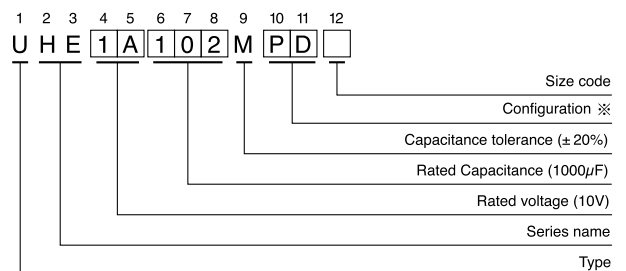 1 2 3 4 5 6 7 8 9 10 11 12
U H E 1 A 1 0 2 M P D
Size code
Configuration ※
Capacitance tolerance (± 20%)
Rated Capacitance (1000µF)
Rated voltage (10V)
Series name
Type